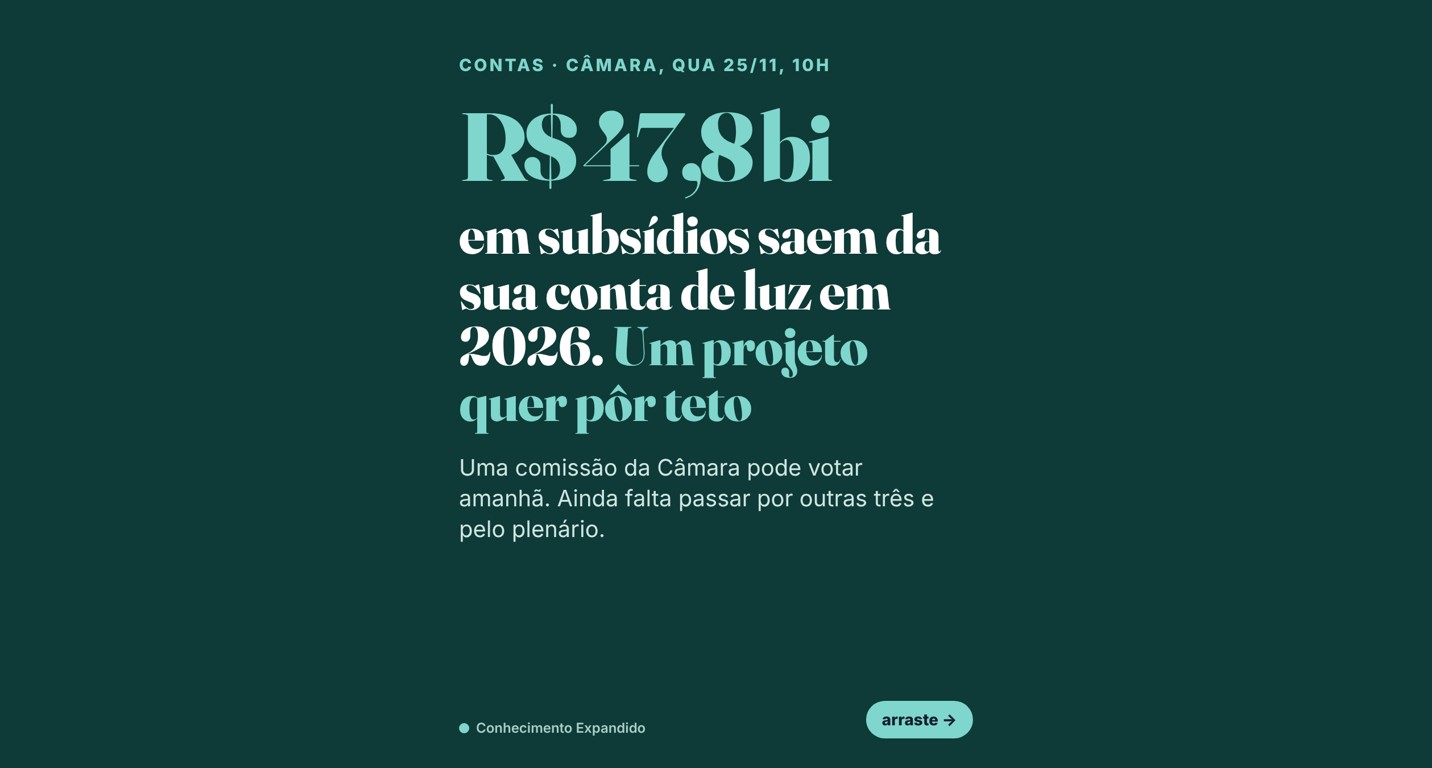 CONTAS · CÂMARA, QUA 25/11, 10H
R$ 47,8 bi
em subsídios saem da
sua conta de luz em
2026. Um projeto
quer pôr teto
Uma comissão da Câmara pode votar
amanhã. Ainda falta passar por outras três e
pelo plenário.
Conhecimento Expandido
arraste →